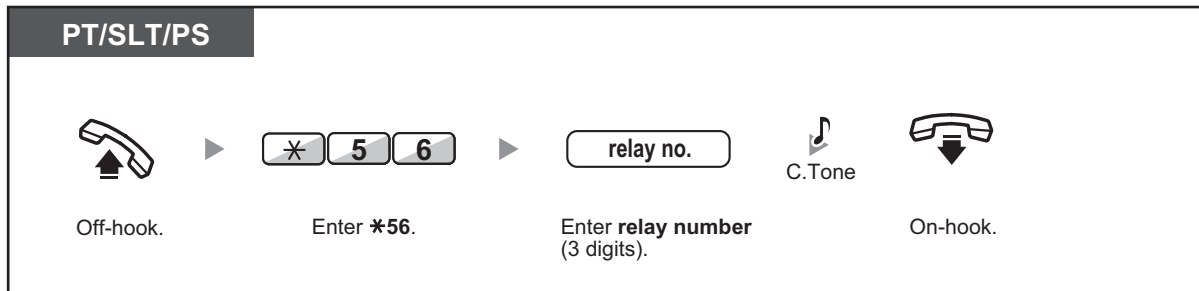 PT/SLT/PS
✳ 5 6
relay no.
C.Tone
Off-hook.
Enter ✳56.
Enter relay number
(3 digits).
On-hook.